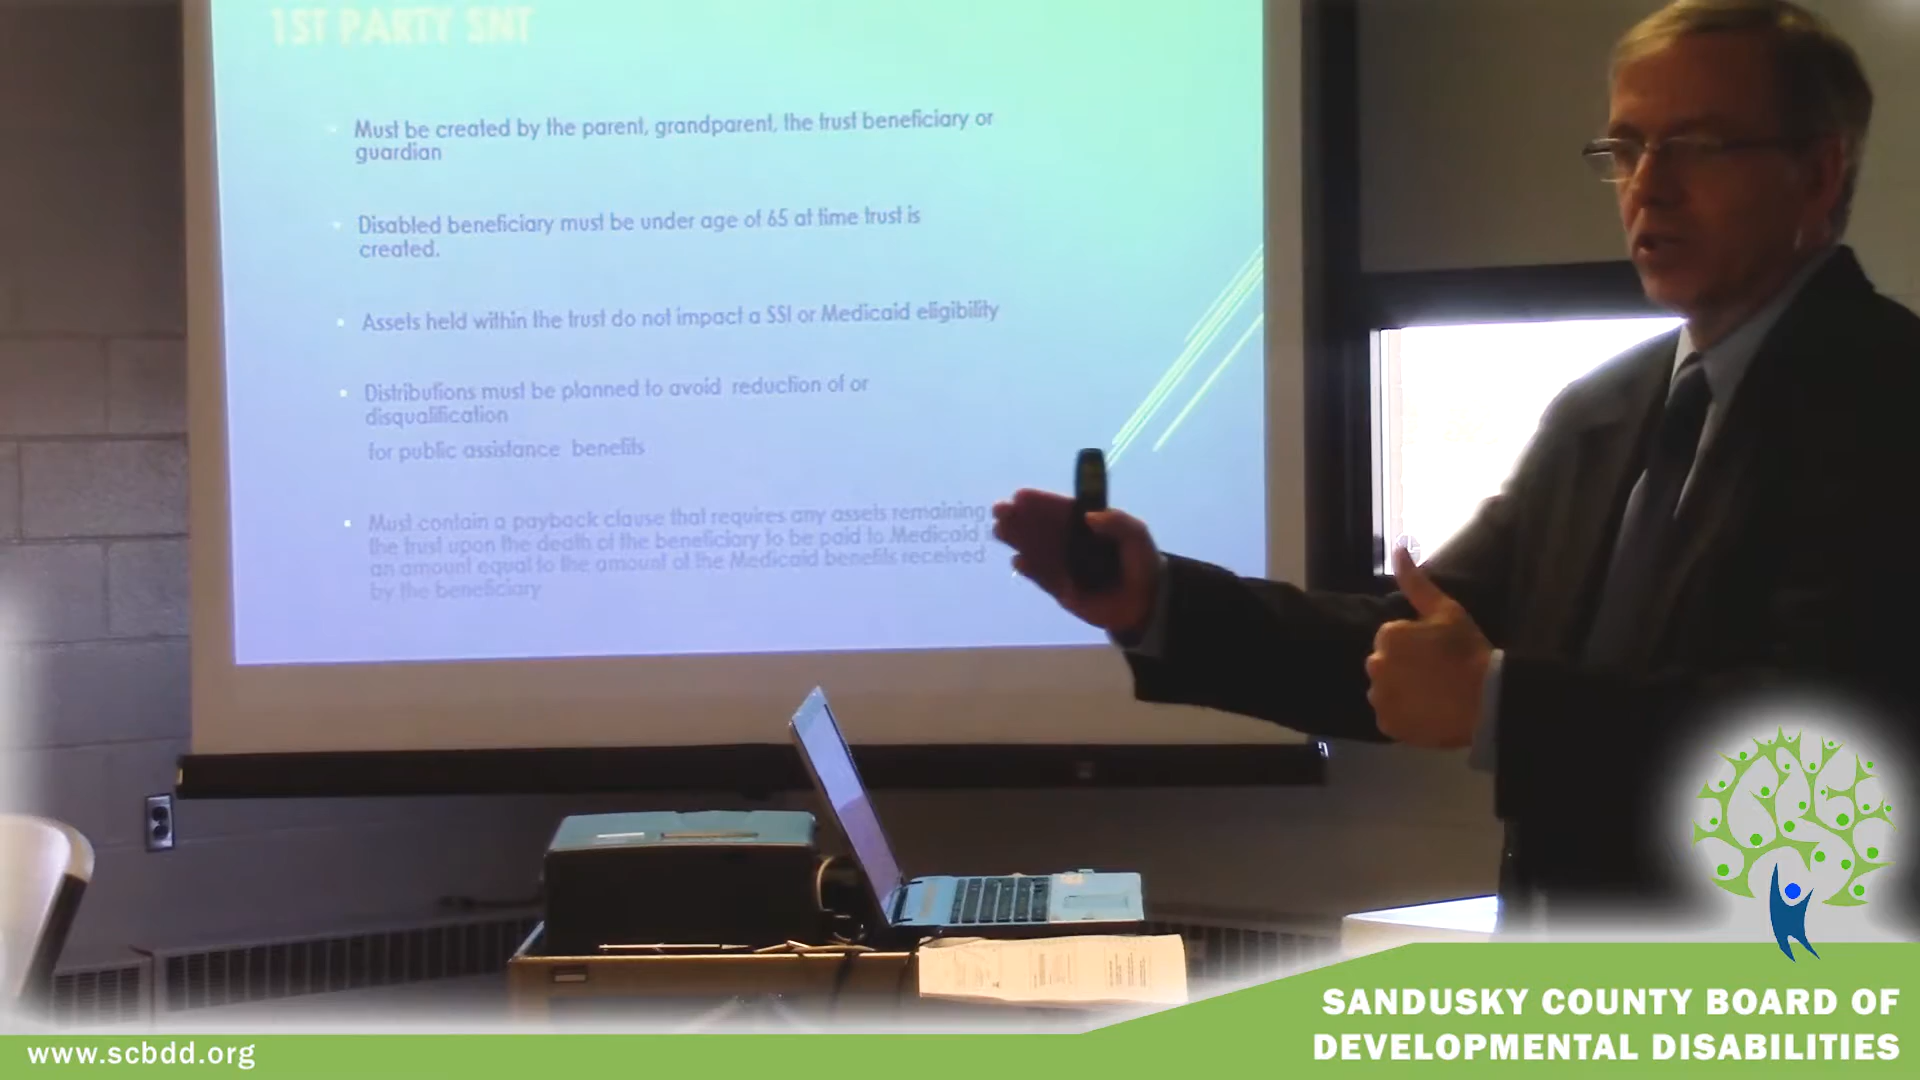 1ST PARTY SNT
Must be created by the parent, grandparent, the trust beneficiary or
guardian
Disabled beneficiary must be under age of 65 at time trust is
created.
Assets held within the trust do not impact a SSI or Medicaid eligibility
Distributions must be planned to avoid reduction of or
disqualification
for public assistance benefits
Must contain a payback clause that requires any assets remaining
the trust upon the death of the beneficiary to be paid to Medicaid
an amount equal to the amount of the Medicaid benefits received
by the beneficiary
SANDUSKY COUNTY BOARD OF
DEVELOPMENTAL DISABILITIES
www.scbdd.org